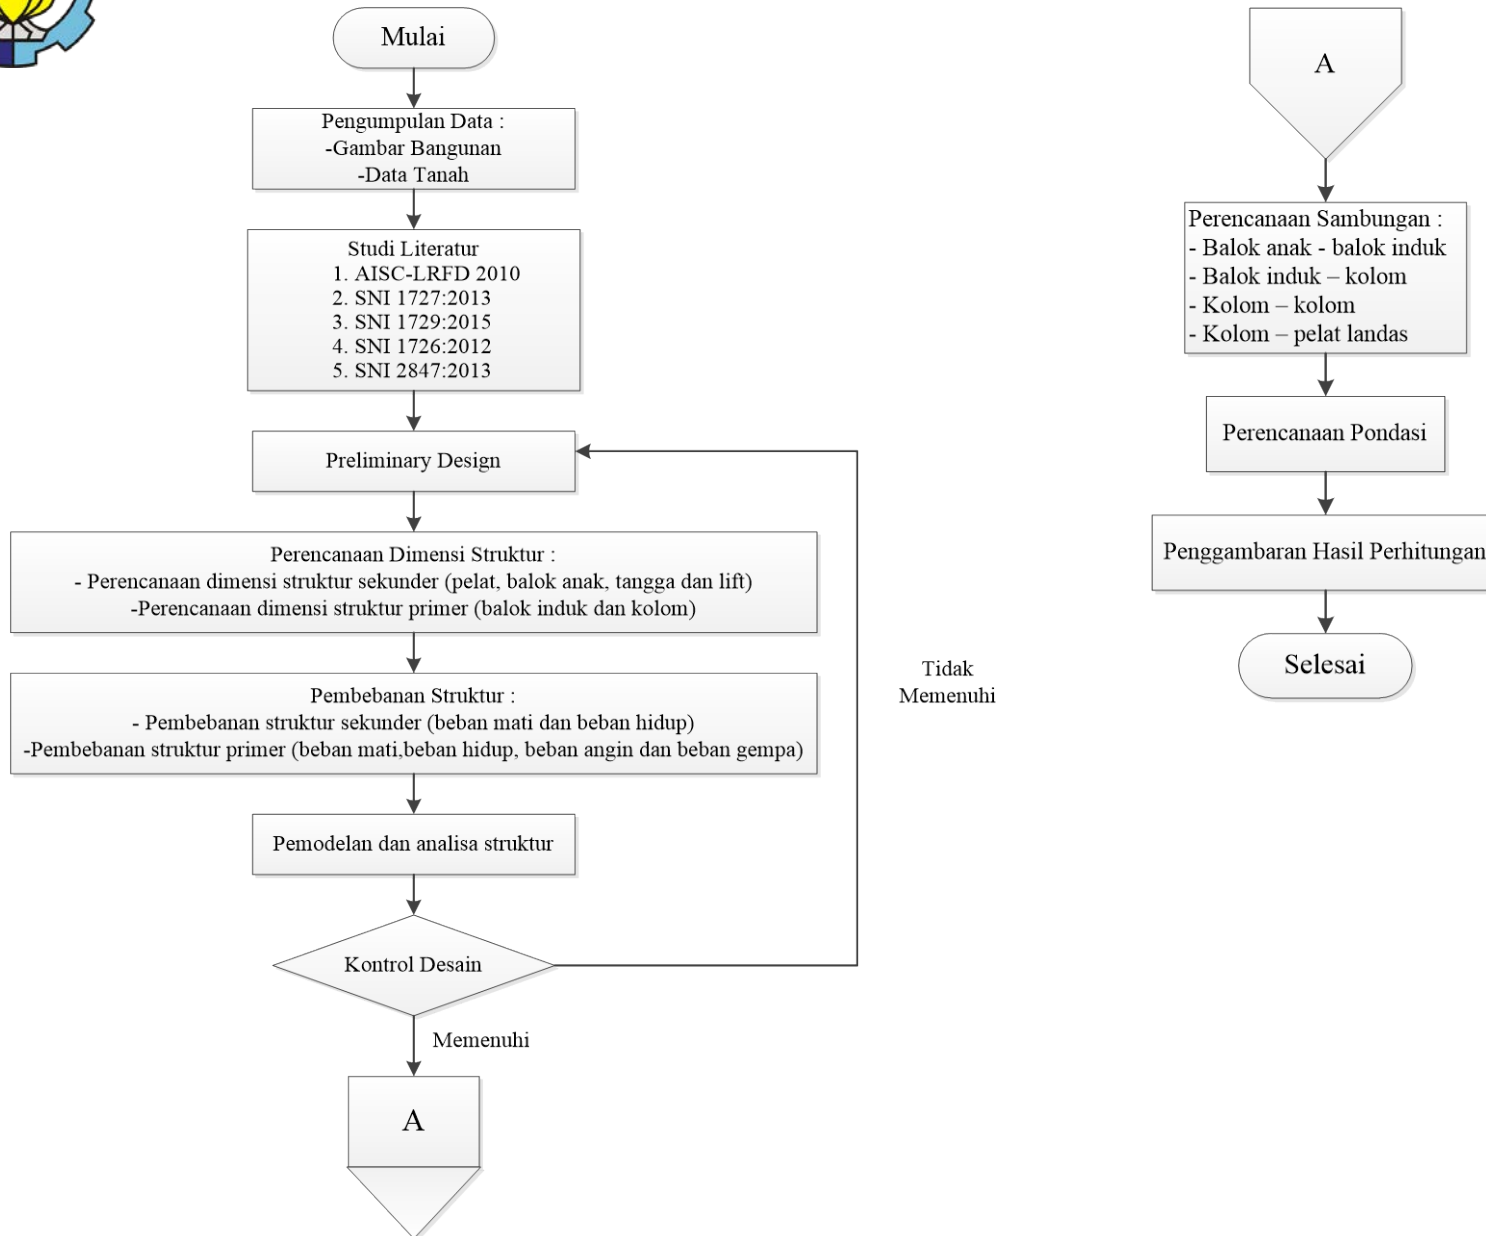 Mulai
Pengumpulan Data :
-Gambar Bangunan
-Data Tanah
Studi Literatur
1. AISC-LRFD 2010
2. SNI 1727:2013
3. SNI 1729:2015
4. SNI 1726:2012
5. SNI 2847:2013
Preliminary Design
Perencanaan Dimensi Struktur :
- Perencanaan dimensi struktur sekunder (pelat, balok anak, tangga dan lift)
-Perencanaan dimensi struktur primer (balok induk dan kolom)
Pembebanan Struktur :
- Pembebanan struktur sekunder (beban mati dan beban hidup)
-Pembebanan struktur primer (beban mati,beban hidup, beban angin dan beban gempa)
Pemodelan dan analisa struktur
Kontrol Desain
Tidak
Memenuhi
Memenuhi
A
A
Perencanaan Sambungan :
- Balok anak - balok induk
- Balok induk – kolom
- Kolom – kolom
- Kolom – pelat landas
Perencanaan Pondasi
Penggambaran Hasil Perhitungan
Selesai